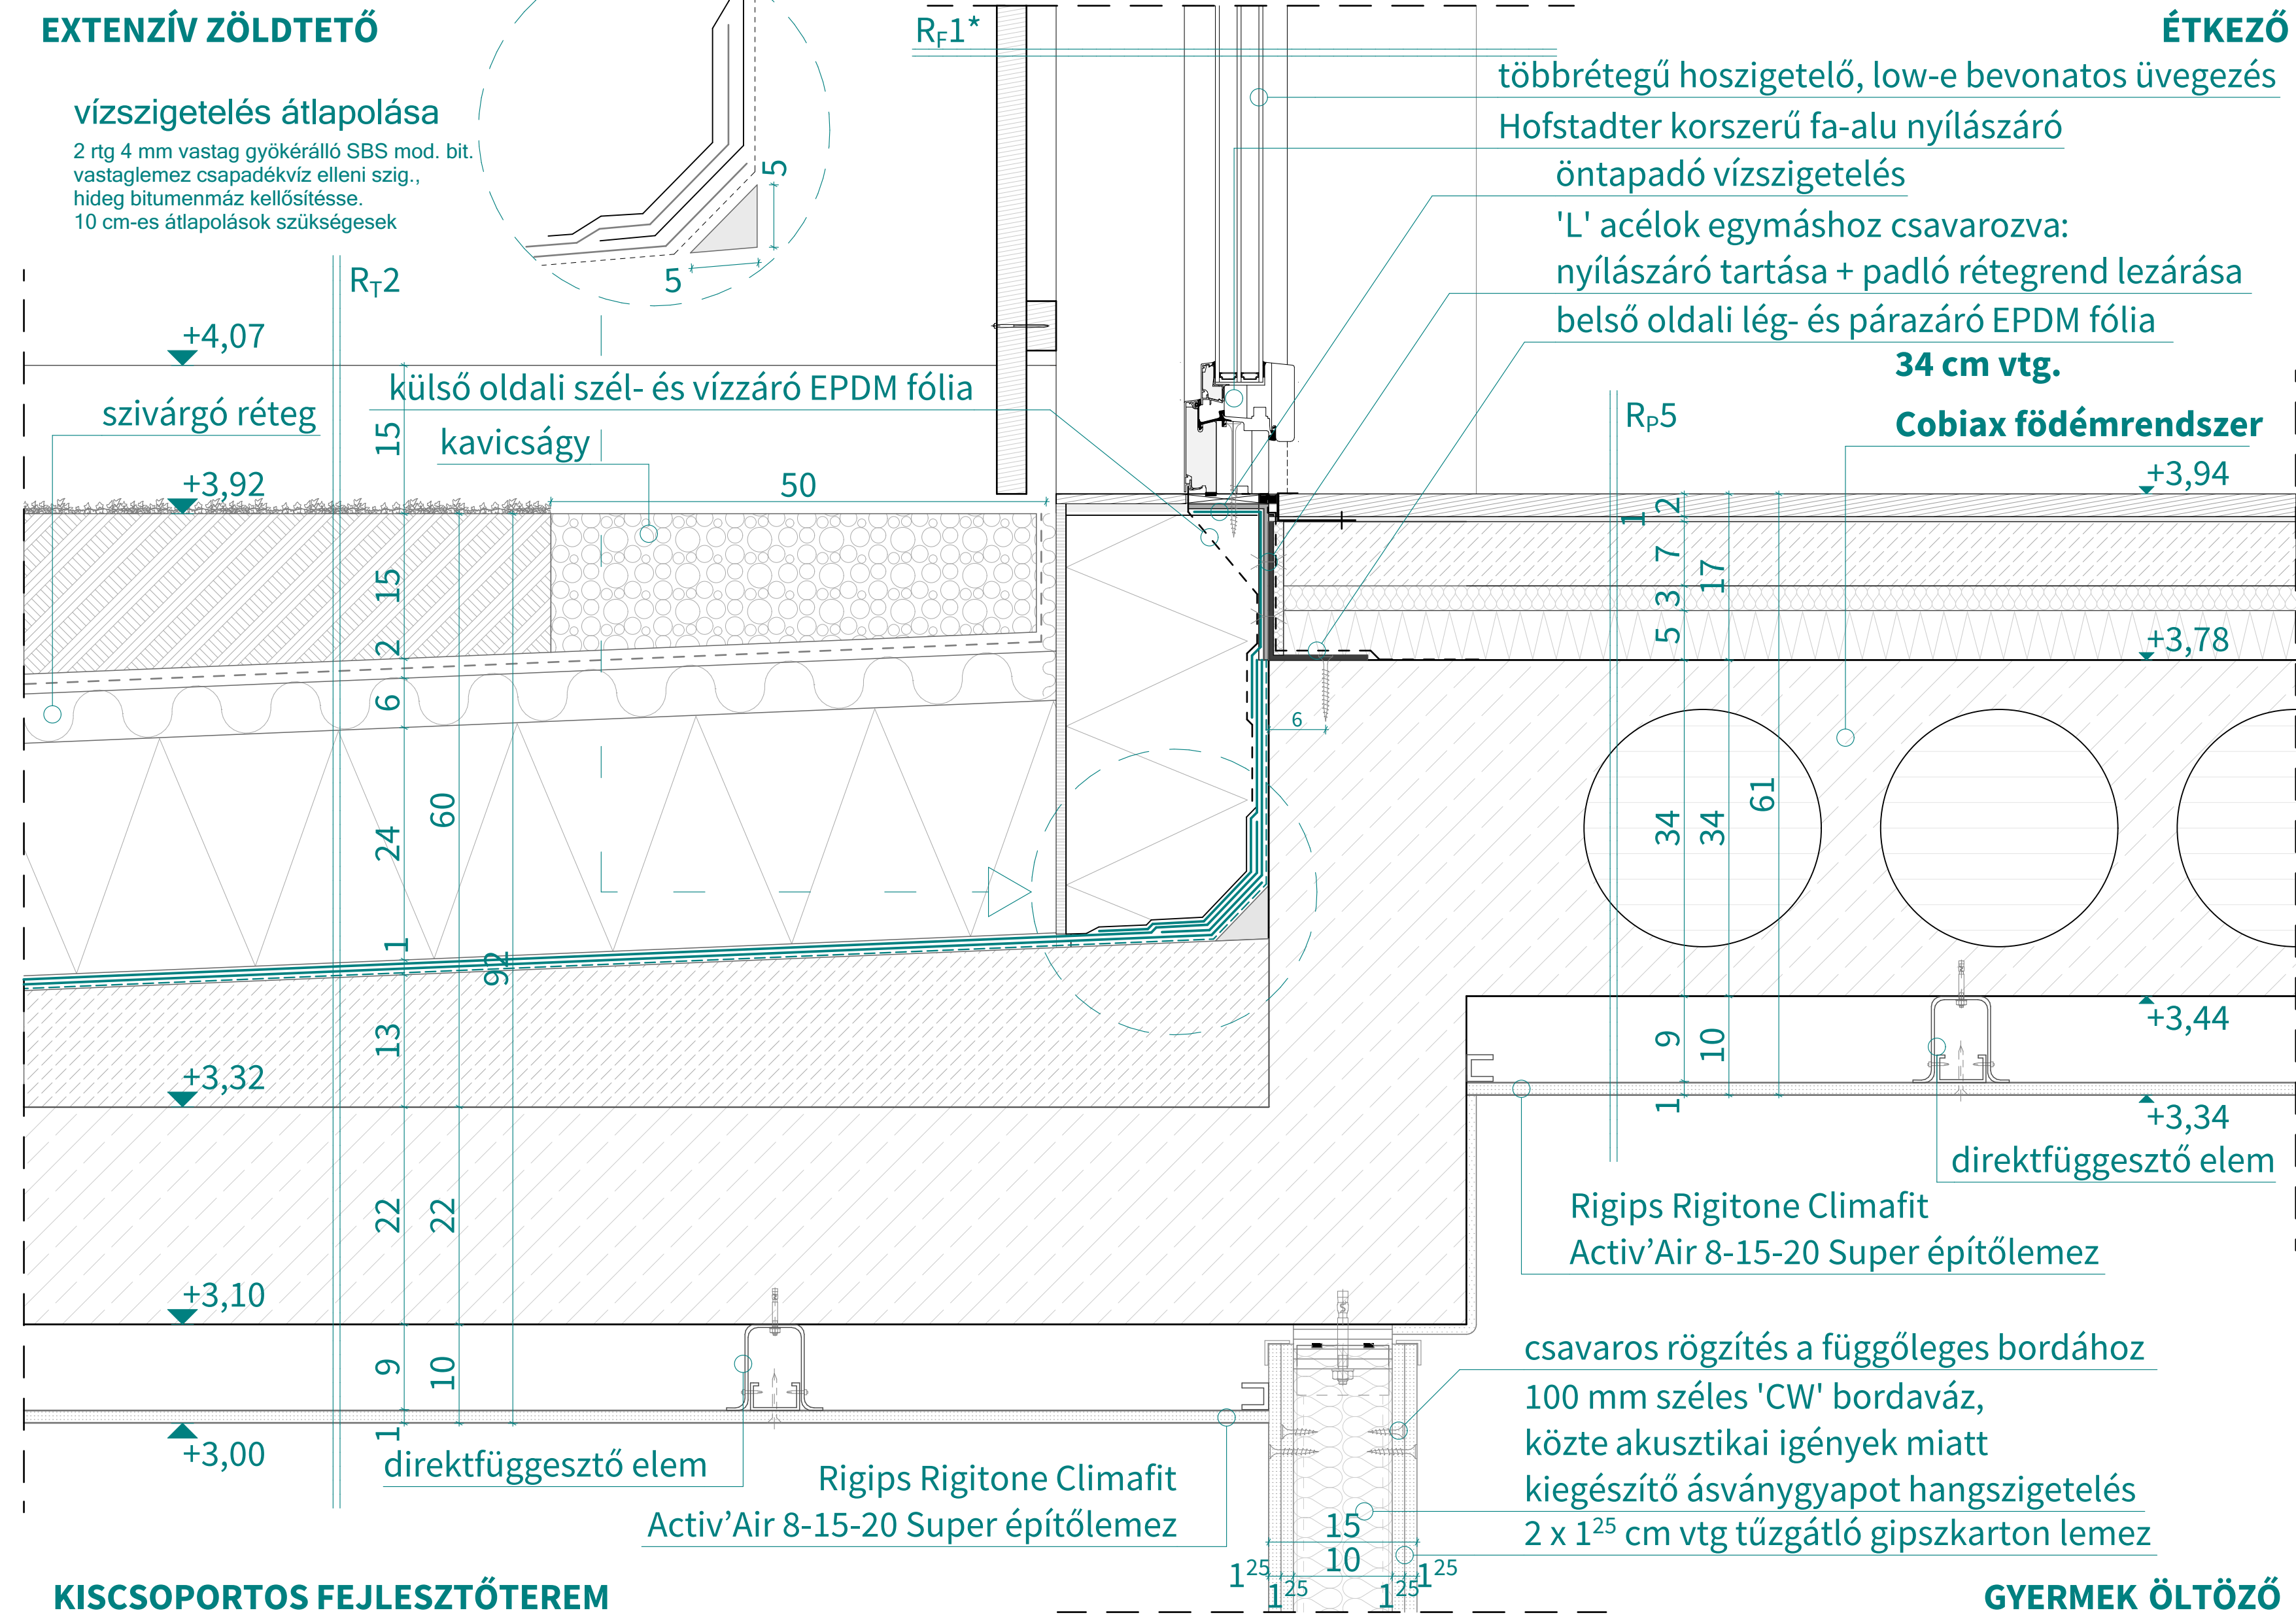 EXTENZÍV ZÖLDTETŐ
vízszigetelés átlapolása
2 rtg 4 mm vastag gyökérálló SBS mod. bit.
vastaglemez csapadékvíz elleni szig.,
hideg bitumenmáz kellősítésse.
10 cm-es átlapolások szükségesek
5
5
R_F1*
ÉTKEZŐ
többrétegű hoszigetelő, low-e bevonatos üvegezés
Hofstadter korszerű fa-alu nyílászáró
öntapadó vízszigetelés
'L' acélok egymáshoz csavarozva:
nyílászáró tartása + padló rétegrend lezárása
belső oldali lég- és párazáró EPDM fólia
34 cm vtg.
Cobiax födémrendszer
R_T2
+4,07
szivárgó réteg
külső oldali szél- és vízzáró EPDM fólia
kavicságy
+3,92
50
15
15
2
6
24
1
13
22
9
1
60
22
10
92
+3,32
+3,10
+3,00
R_P5
+3,94
+3,78
+3,44
+3,34
2
1
7
3
5
34
9
1
17
34
10
61
6
direktfüggesztő elem
Rigips Rigitone Climafit
Activ’Air 8-15-20 Super építőlemez
direktfüggesztő elem
Rigips Rigitone Climafit
Activ’Air 8-15-20 Super építőlemez
csavaros rögzítés a függőleges bordához
100 mm széles 'CW' bordaváz,
közte akusztikai igények miatt
kiegészítő ásványgyapot hangszigetelés
2 x 1²⁵ cm vtg tűzgátló gipszkarton lemez
15
10
1²⁵ 1²⁵ 1²⁵ 1²⁵
KISCSOPORTOS FEJLESZTŐTEREM
GYERMEK ÖLTÖZŐ